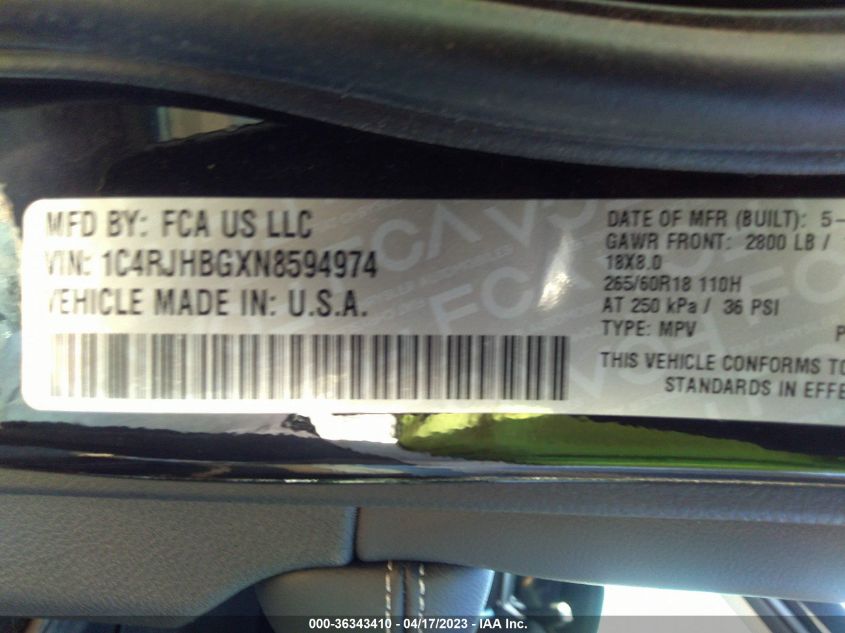 MFD BY: FCA US LLC
VIN: 1C4RJHBGXN8594974
VEHICLE MADE IN: U.S.A.
DATE OF MFR (BUILT): 5-
GAWR FRONT: 2800 LB /
18X8.0
265/60R18 110H
AT 250 kPa / 36 PSI
TYPE: MPV
P
THIS VEHICLE CONFORMS TO
STANDARDS IN EFFE
000-36343410 - 04/17/2023 - IAA Inc.